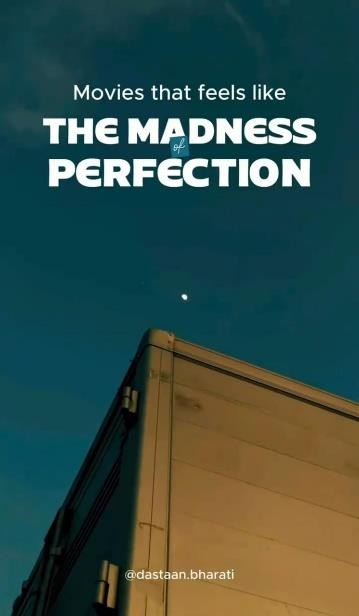 Movies that feels like
THE MADNESS
of
PERFECTION
@dastaan.bharati